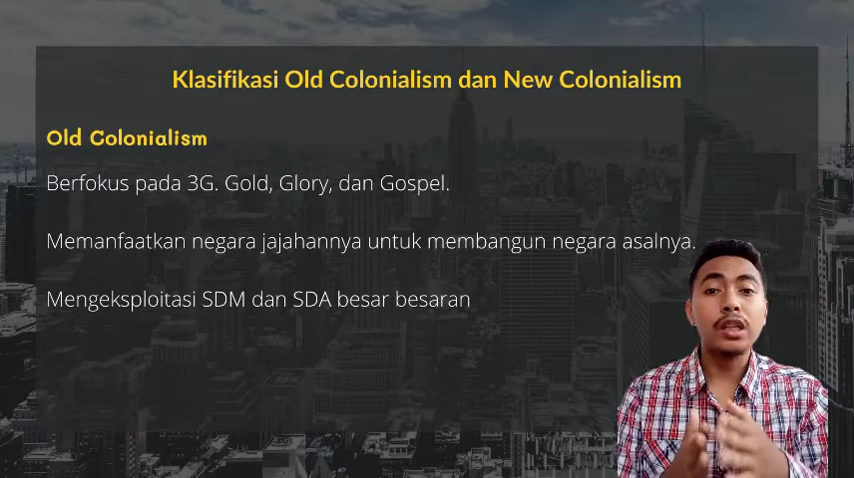 Klasifikasi Old Colonialism dan New Colonialism
Old Colonialism
Berfokus pada 3G. Gold, Glory, dan Gospel.
Memanfaatkan negara jajahannya untuk membangun negara asalnya.
Mengeksploitasi SDM dan SDA besar besaran